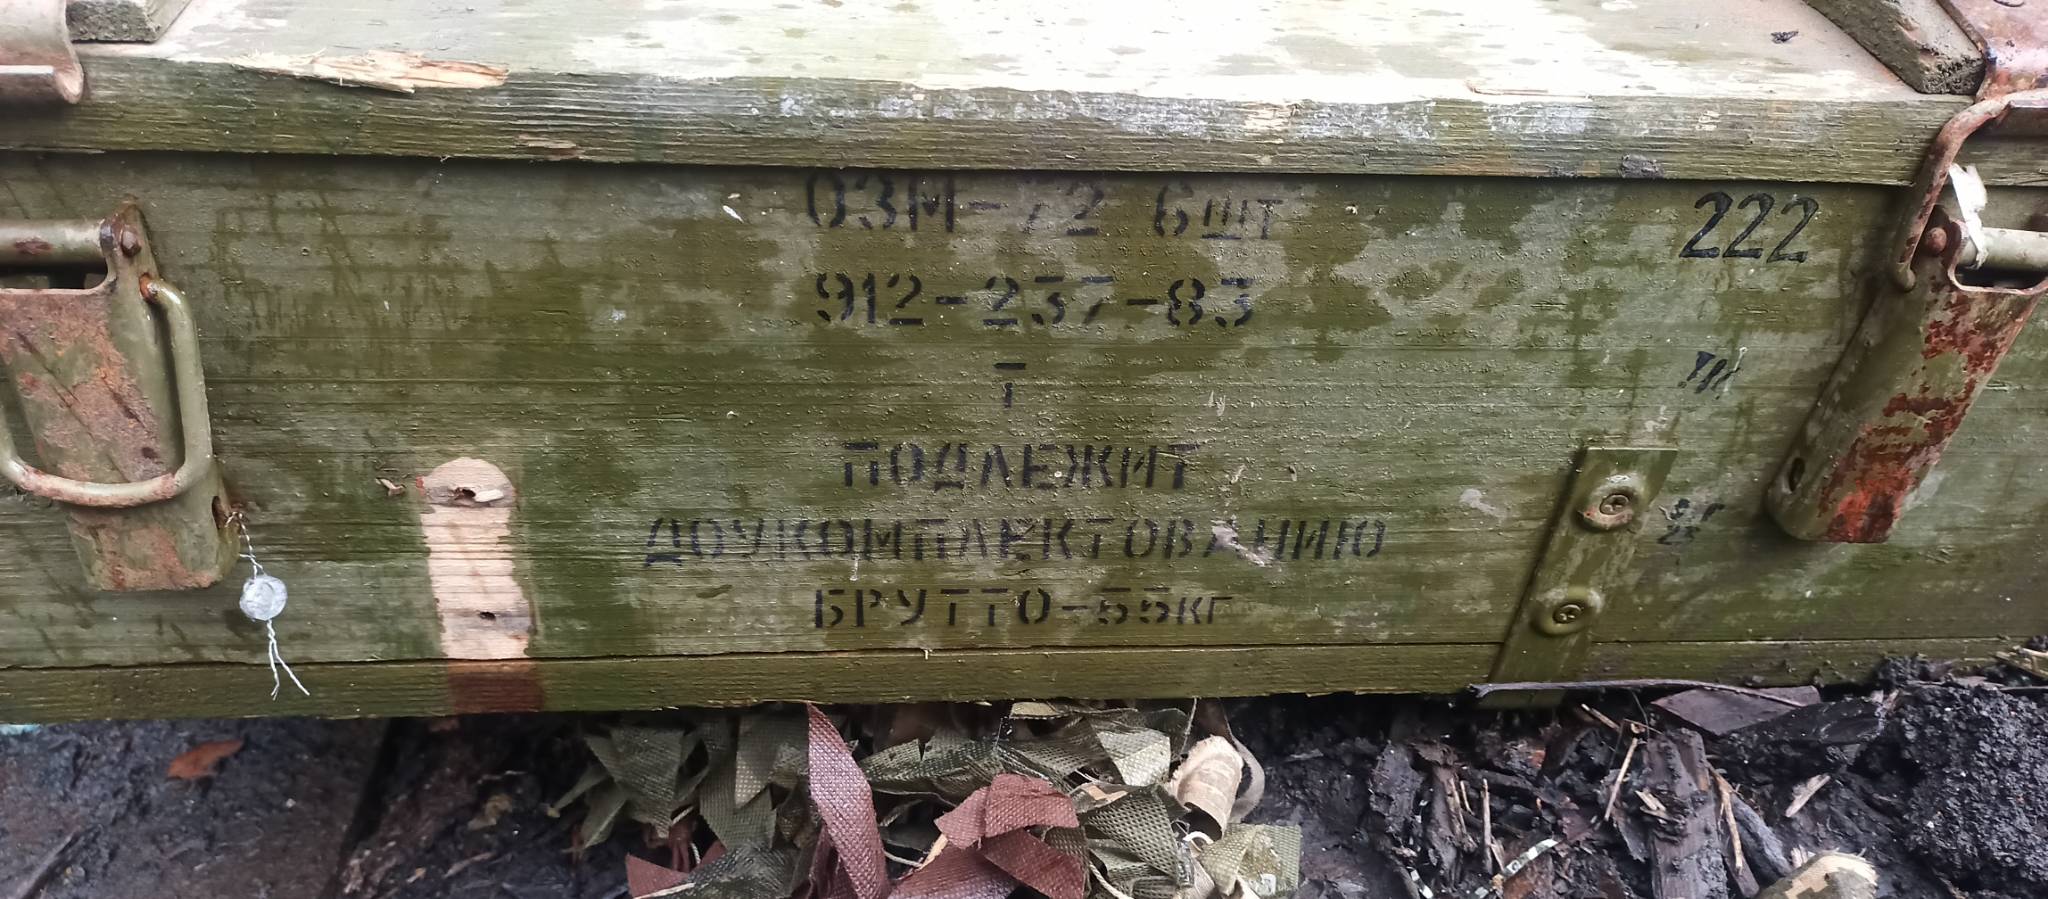 ОЗМ-72 6шт
222
912-237-83
Т
ПОДЛЕЖИТ
ДОУКОМПЛЕКТОВАНИЮ
БРУТТО-55кг